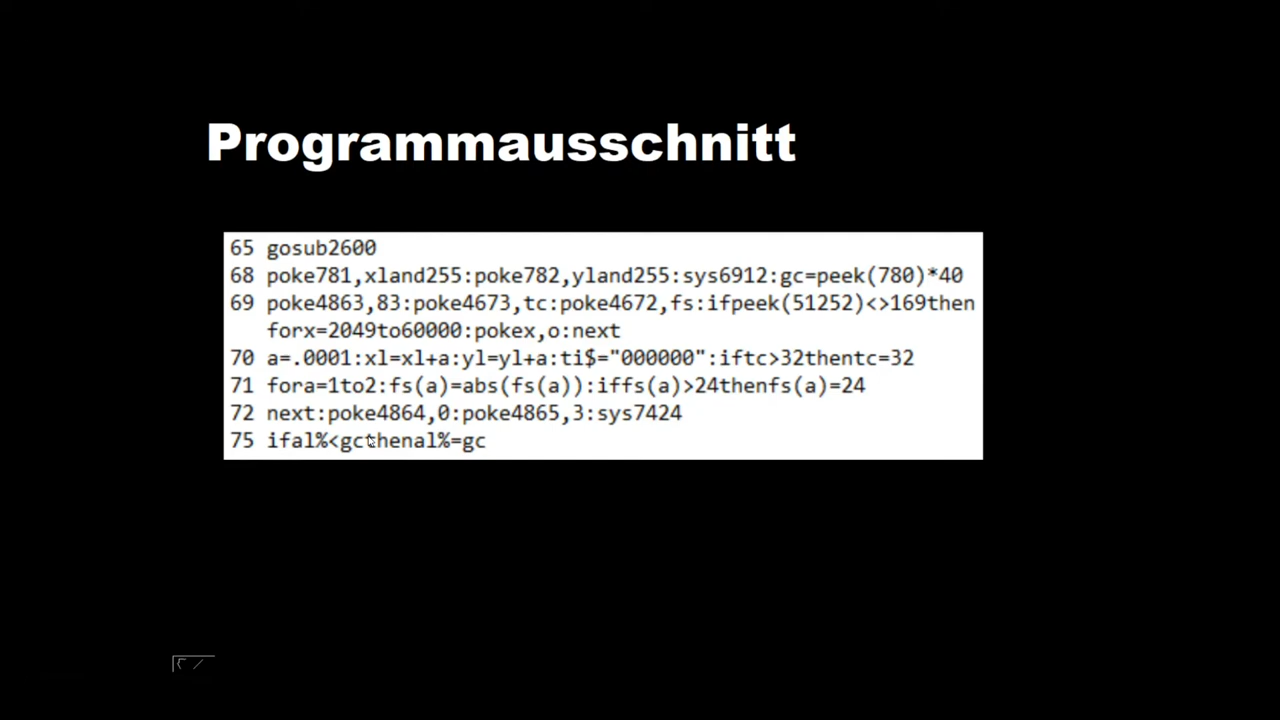 Programmausschnitt
65 gosub2600
68 poke781,xland255:poke782,yland255:sys6912:gc=peek(780)*40
69 poke4863,83:poke4673,tc:poke4672,fs:ifpeek(51252)<>169then
forx=2049to60000:pokex,o:next
70 a=.0001:xl=xl+a:yl=yl+a:ti$="000000":iftc>32thentc=32
71 fora=1to2:fs(a)=abs(fs(a)):iffs(a)>24thenfs(a)=24
72 next:poke4864,0:poke4865,3:sys7424
75 ifal%<gcthenal%=gc